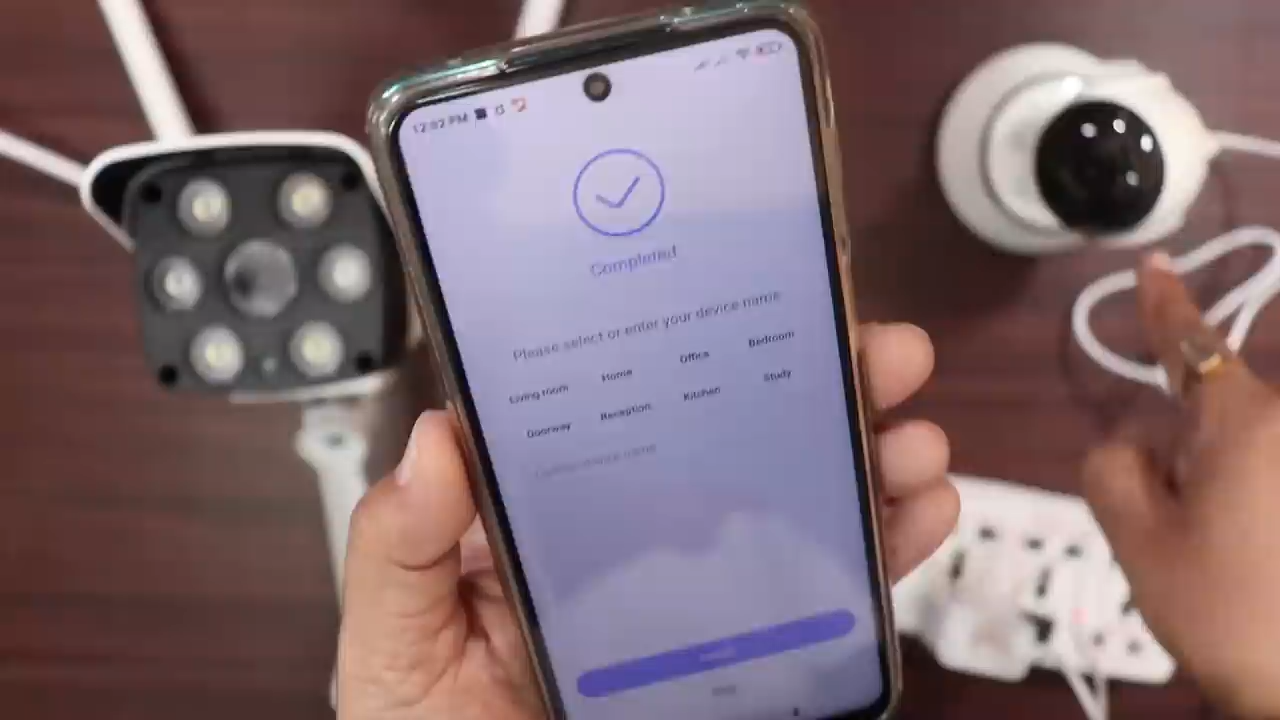 12:02 PM
Completed
Please select or enter your device name
Living room Home Office Bedroom
Doorway Reception Kitchen Study